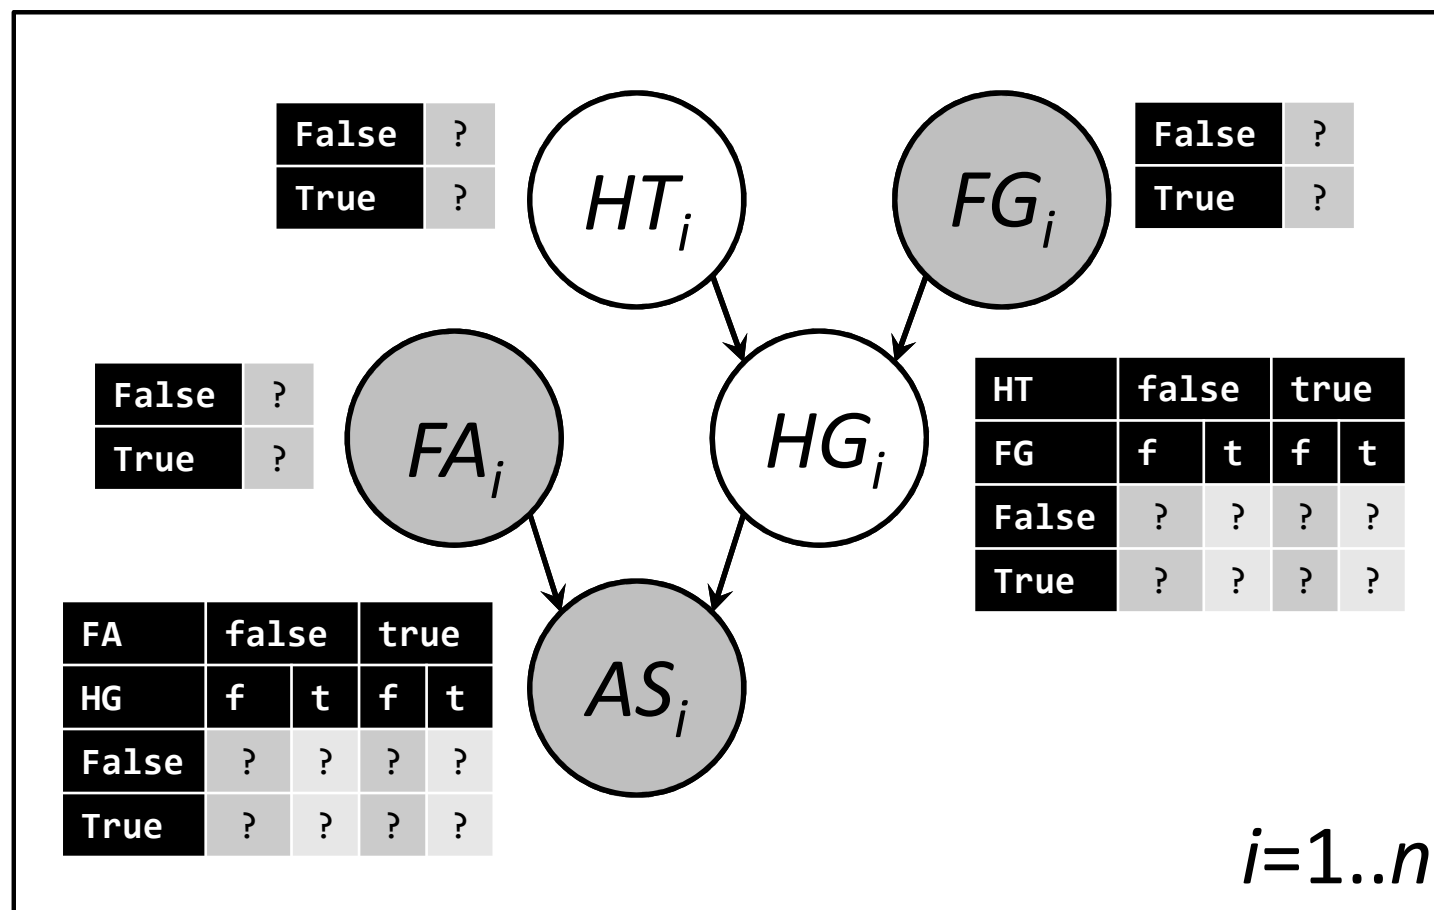 False ?
True ?
HT_i
FG_i
False ?
True ?
False ?
True ?
FA_i
HG_i
HT false true
FG f t f t
False ? ? ? ?
True ? ? ? ?
FA false true
HG f t f t
False ? ? ? ?
True ? ? ? ?
AS_i
i=1..n